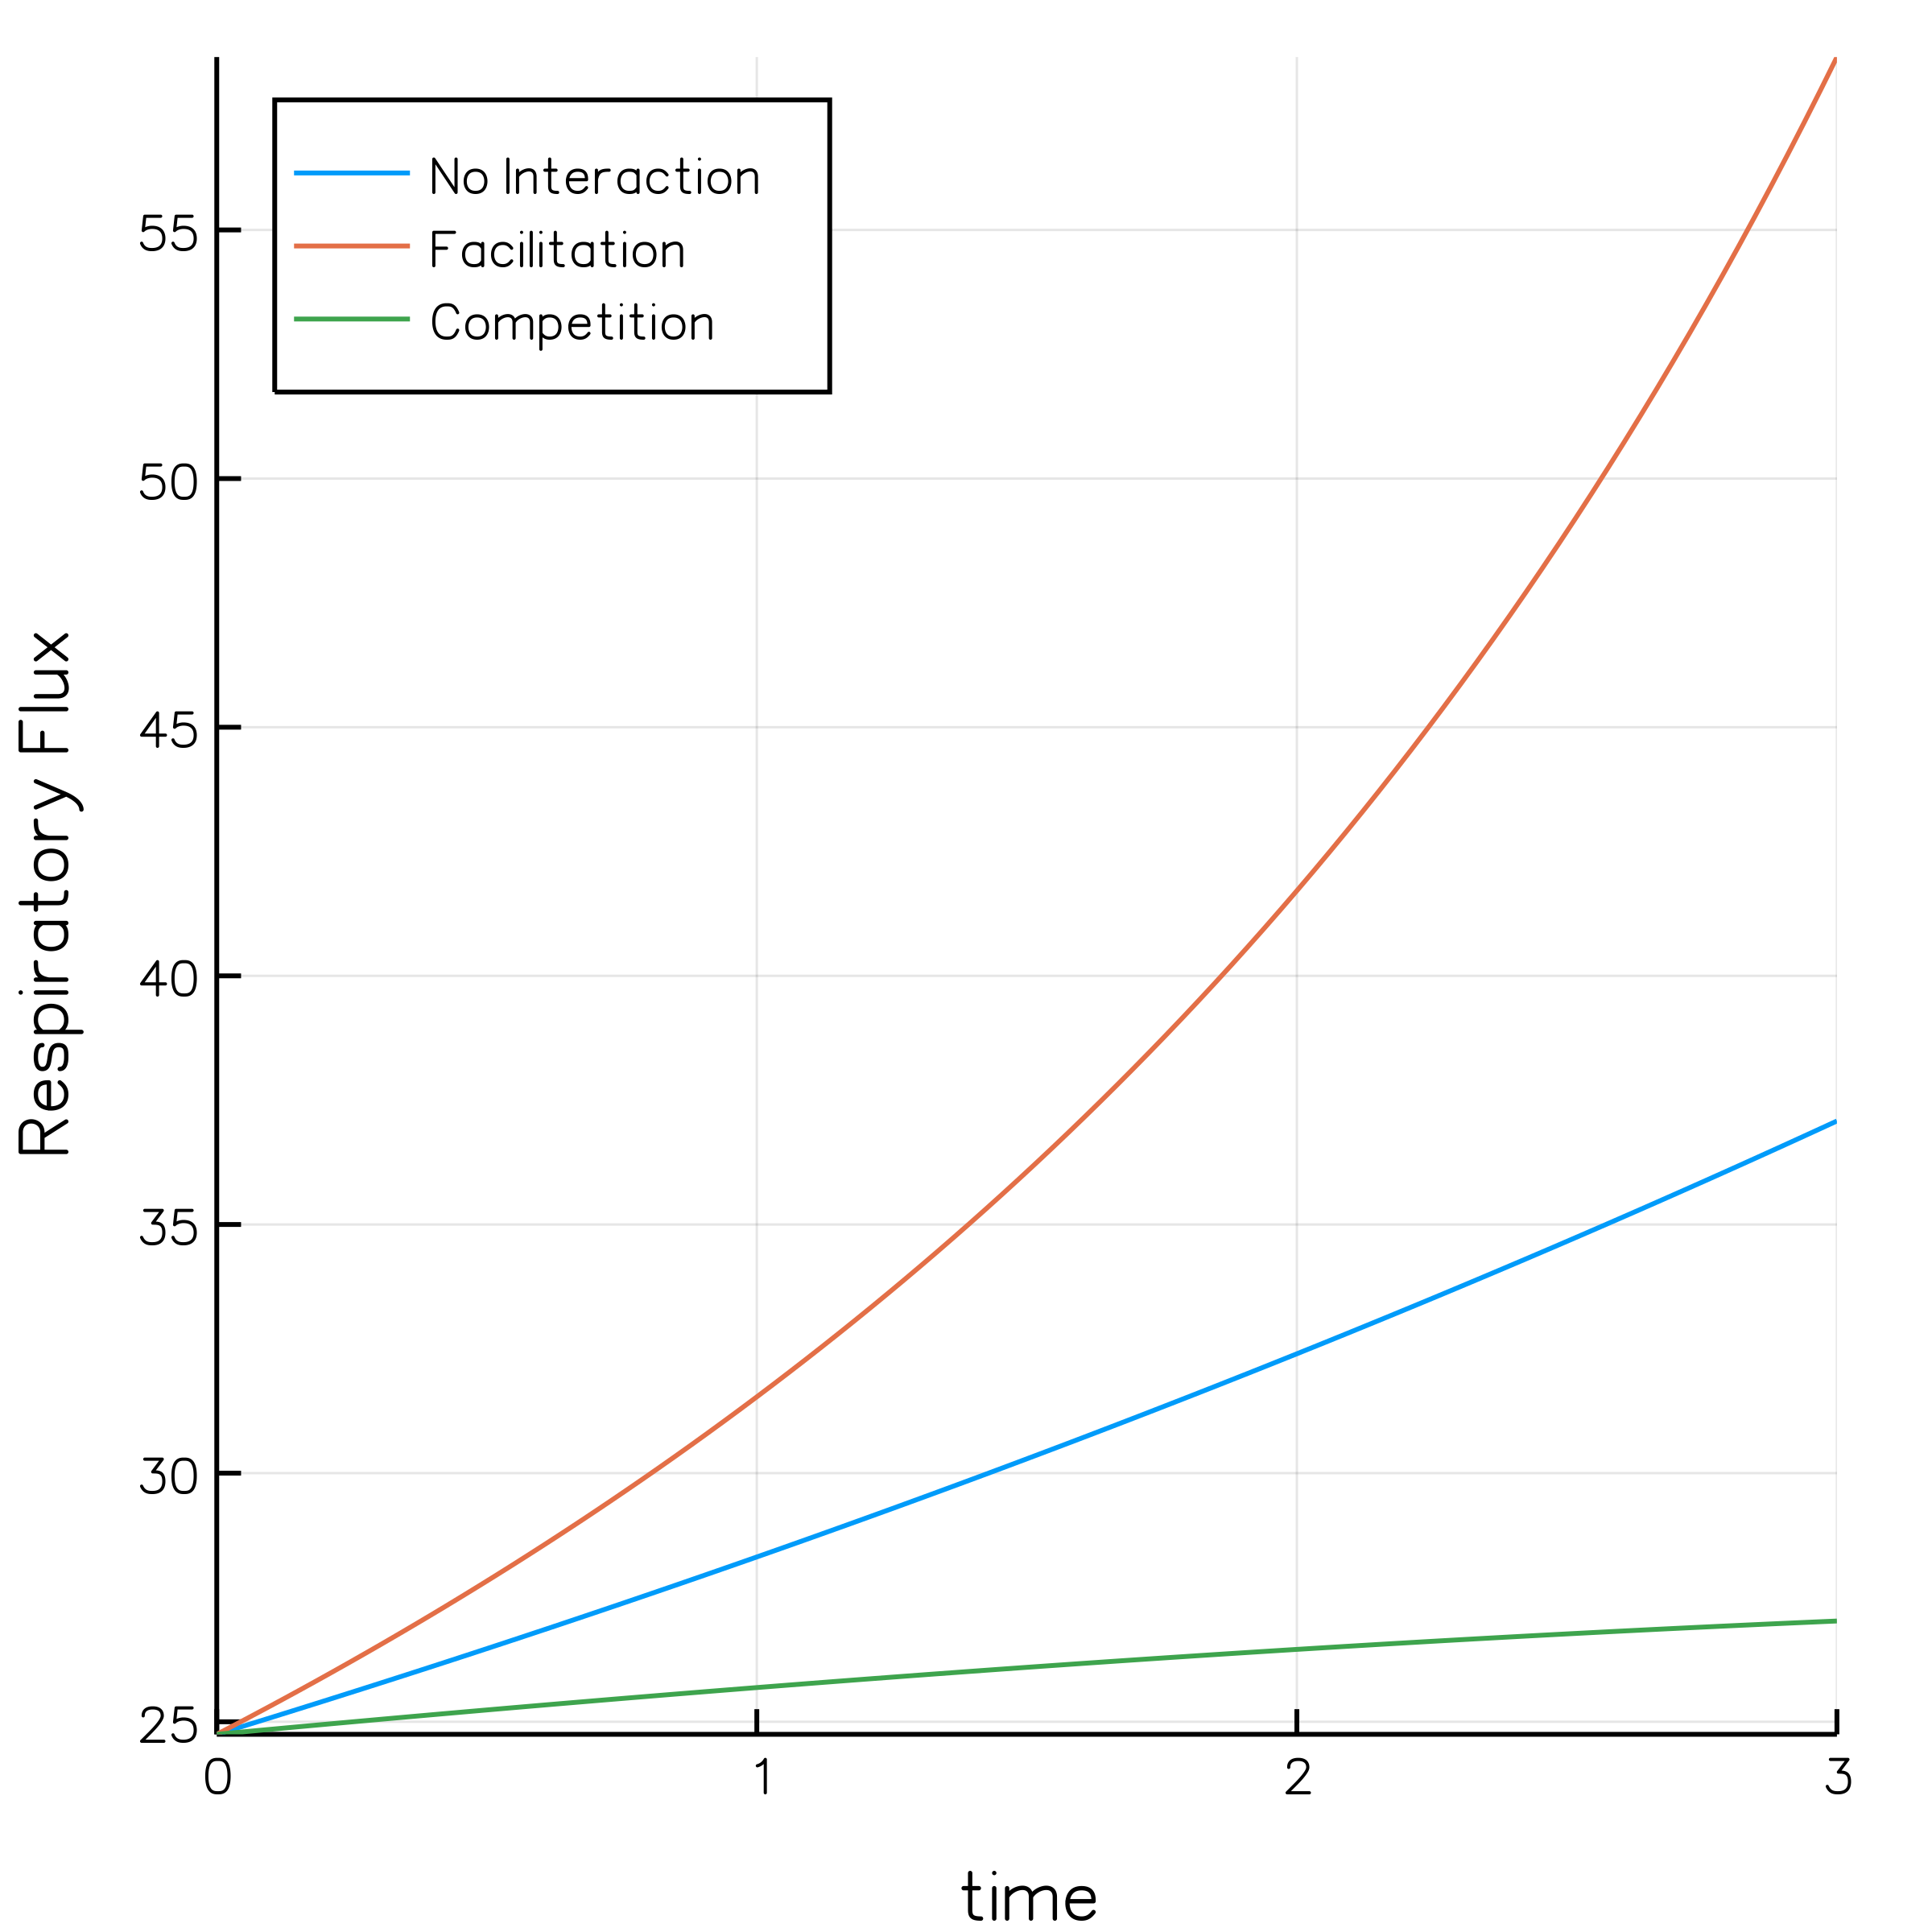 No Interaction
Facilitation
Competition
55
50
45
40
35
30
25
Respiratory Flux
0 1 2 3
time